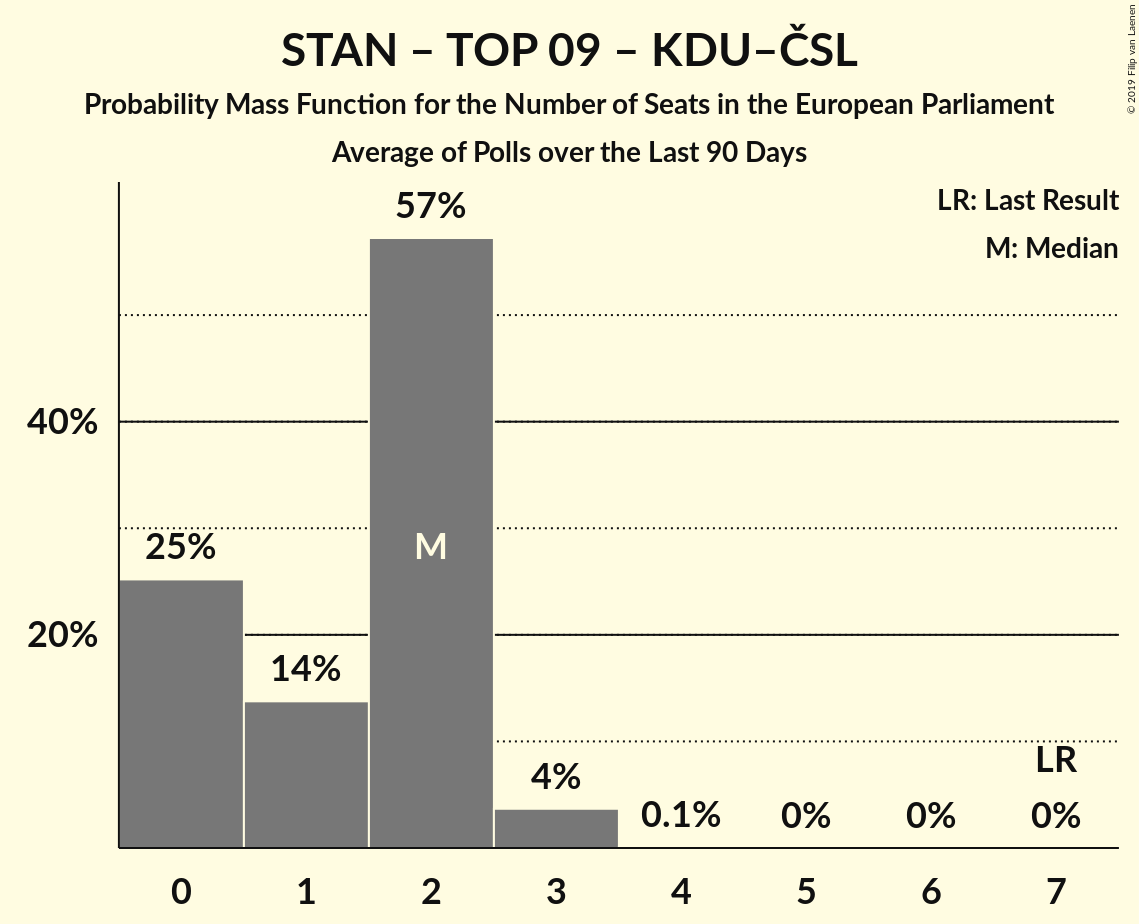 STAN – TOP 09 – KDU–ČSL
Probability Mass Function for the Number of Seats in the European Parliament
Average of Polls over the Last 90 Days
© 2019 Filip van Laenen
LR: Last Result
M: Median
57%
40%
25%
M
20%
14%
LR
4%
0.1%
0%
0%
0%
0 1 2 3 4 5 6 7